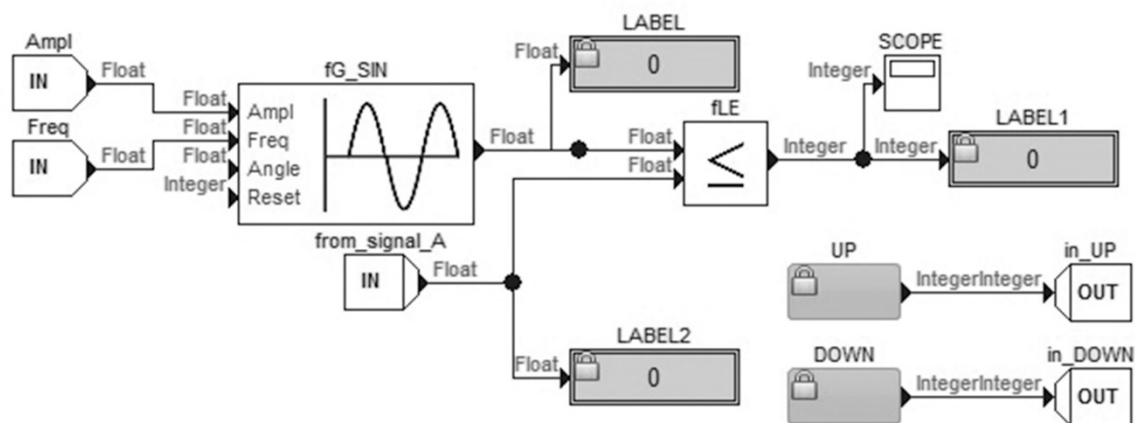 Ampl
IN
Float
Freq
IN
Float
fG_SIN
Float
Ampl
Float
Freq
Float
Angle
Integer
Reset
Float
LABEL
Float
0
fLE
Float
Float
≤
Integer
SCOPE
Integer
LABEL1
Integer
0
from_signal_A
IN
Float
LABEL2
Float
0
UP
IntegerInteger
in_UP
OUT
DOWN
IntegerInteger
in_DOWN
OUT